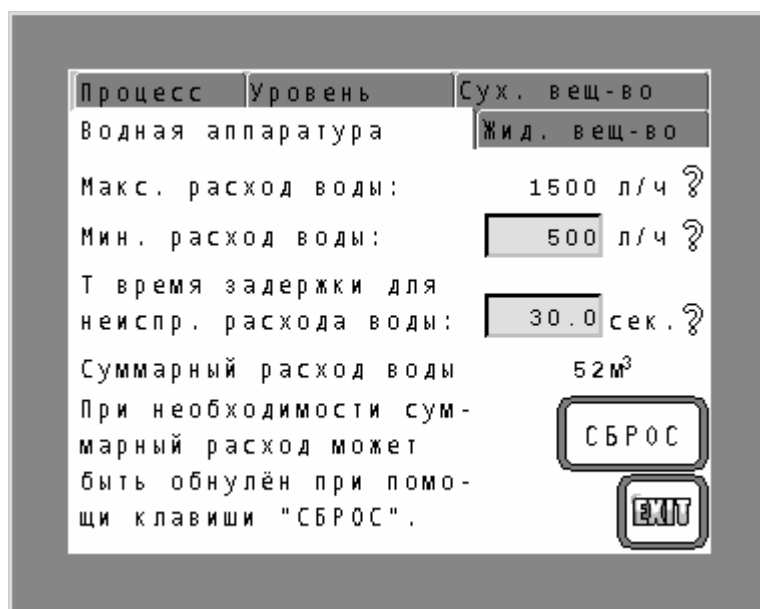 Процесс Уровень Сух. вещ-во
Водная аппаратура Жид. вещ-во
Макс. расход воды: 1500 л/ч ?
Мин. расход воды: 500 л/ч ?
Т время задержки для
неиспр. расхода воды: 30.0 сек. ?
Суммарный расход воды 52м³
При необходимости сум-
марный расход может
быть обнулён при помо-
щи клавиши "СБРОС".
СБРОС
EXIT